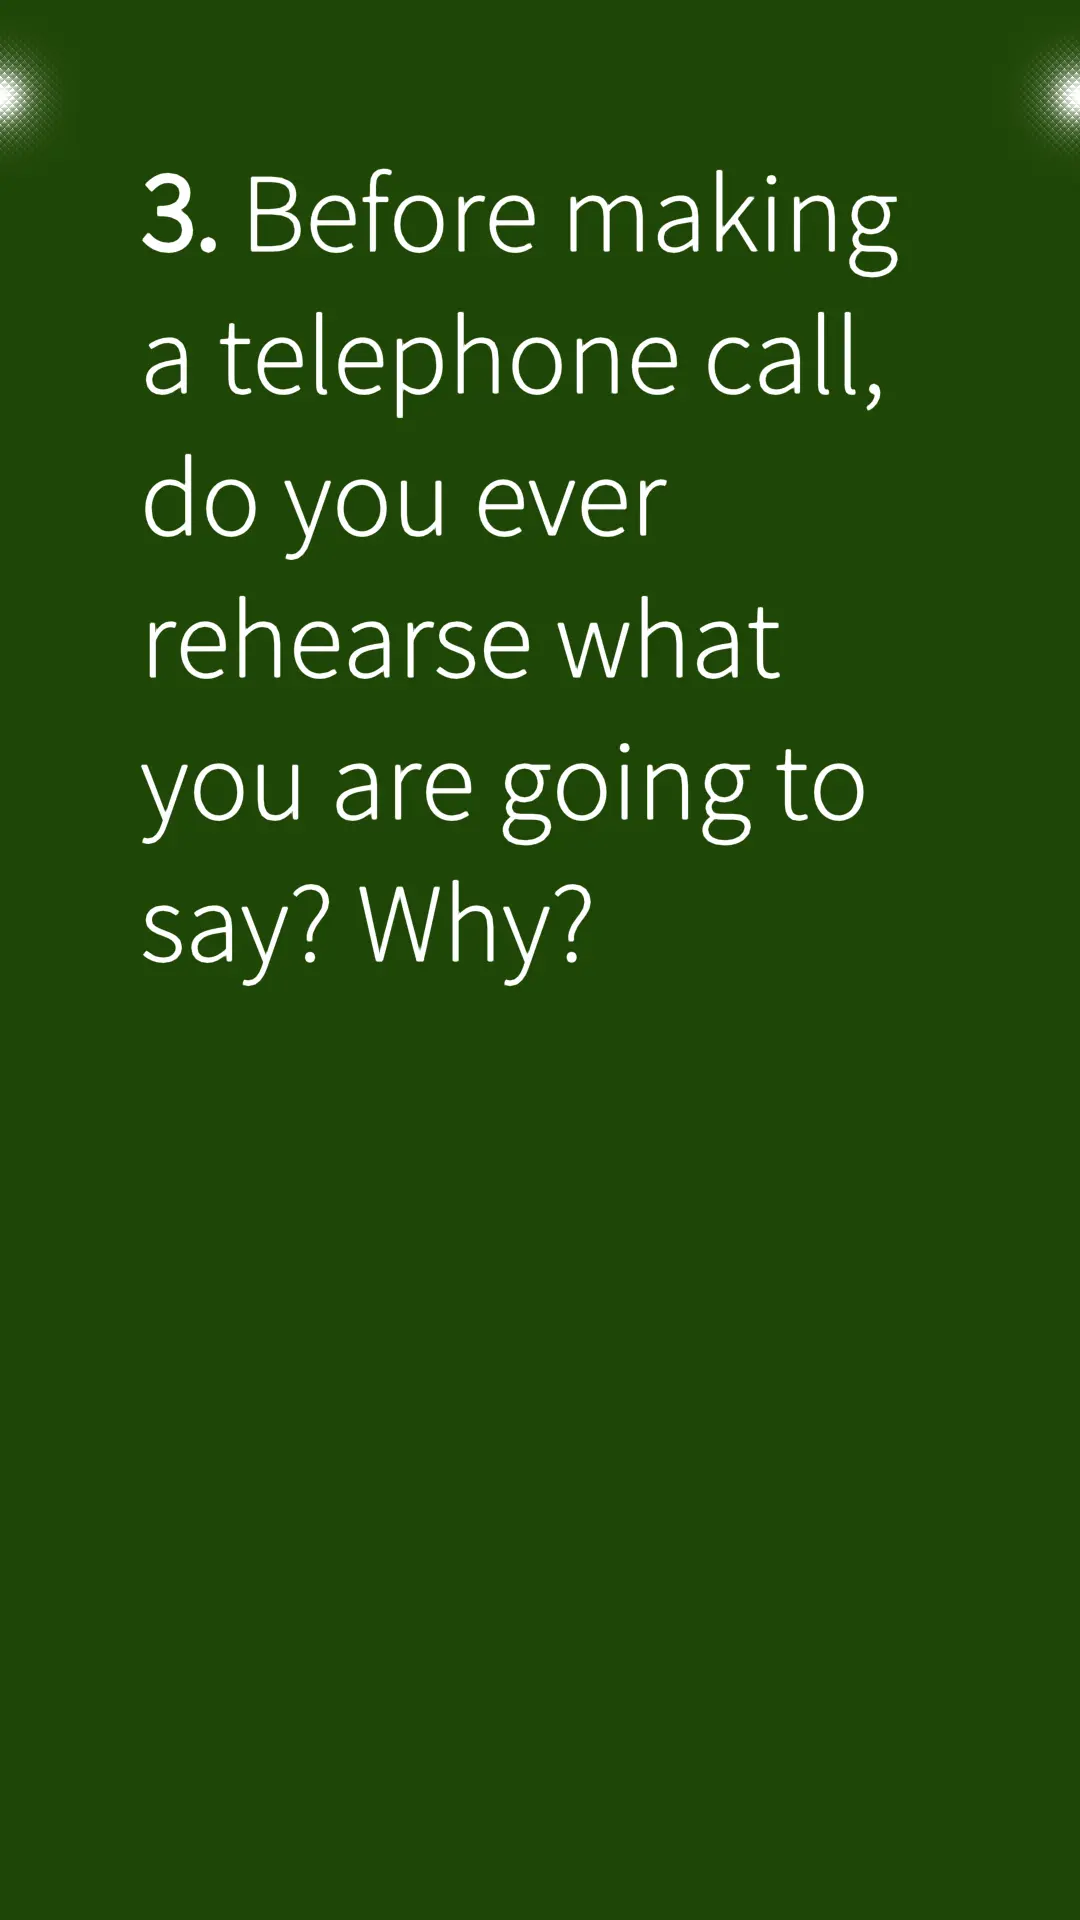 3. Before making
a telephone call,
do you ever
rehearse what
you are going to
say? Why?